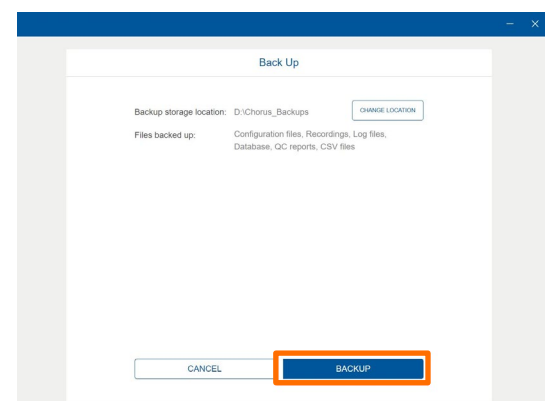 Back Up
Backup storage location: D:\Chorus_Backups CHANGE LOCATION
Files backed up: Configuration files, Recordings, Log files,
Database, QC reports, CSV files
CANCEL BACKUP